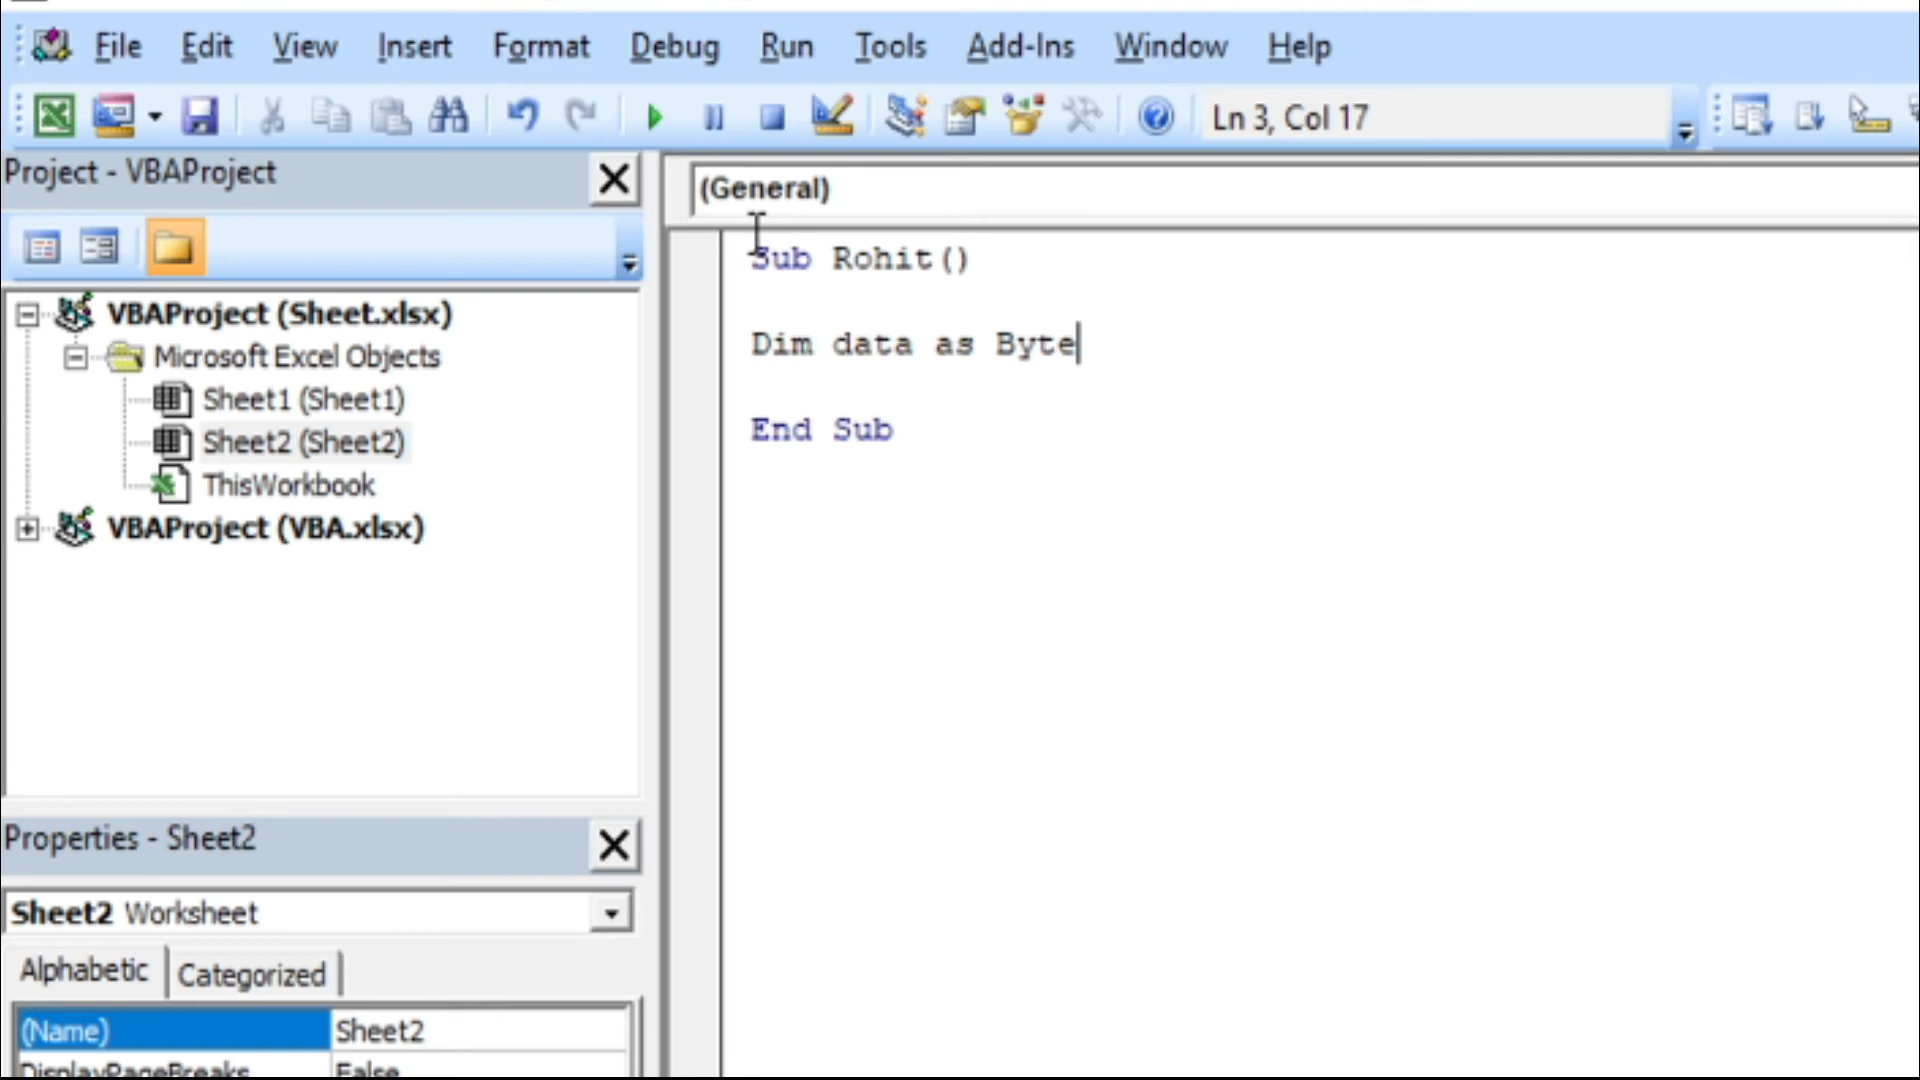 File Edit View Insert Format Debug Run Tools Add-Ins Window Help
Ln 3, Col 17
Project - VBAProject
VBAProject (Sheet.xlsx)
Microsoft Excel Objects
Sheet1 (Sheet1)
Sheet2 (Sheet2)
ThisWorkbook
VBAProject (VBA.xlsx)
Properties - Sheet2
Sheet2 Worksheet
Alphabetic Categorized
(Name) Sheet2
DisplayPageBreaks False
(General)
Sub Rohit()
Dim data as Byte
End Sub